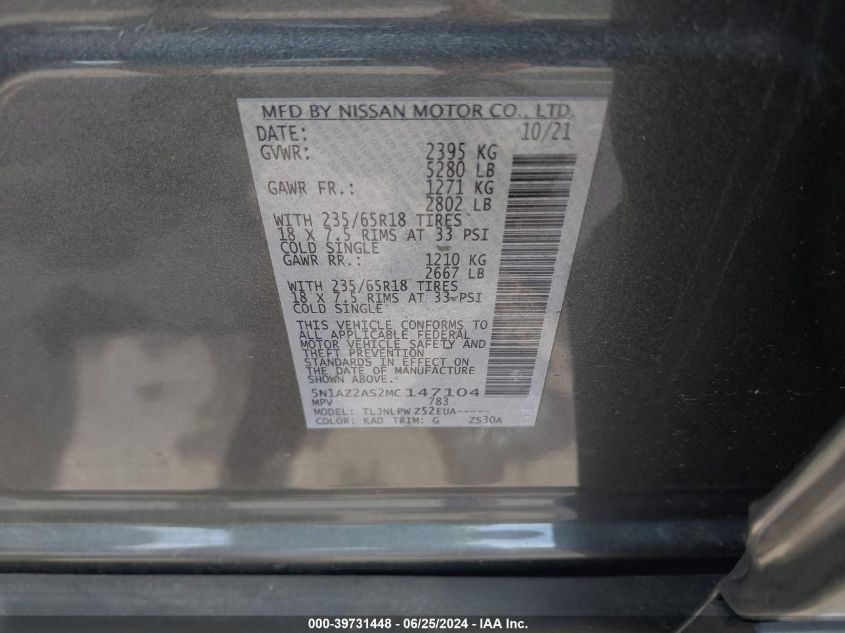 MFD BY NISSAN MOTOR CO., LTD.
DATE: 10/21
GVWR: 2395 KG
5280 LB
GAWR FR.: 1271 KG
2802 LB
WITH 235/65R18 TIRES
18 X 7.5 RIMS AT 33 PSI
COLD SINGLE
GAWR RR.: 1210 KG
2667 LB
WITH 235/65R18 TIRES
18 X 7.5 RIMS AT 33 PSI
COLD SINGLE
THIS VEHICLE CONFORMS TO
ALL APPLICABLE FEDERAL
MOTOR VEHICLE SAFETY AND
THEFT PREVENTION
STANDARDS IN EFFECT ON
THE DATE OF MANUFACTURE
SHOWN ABOVE.
5N1AZ2AS2MC147104
MPV 783
MODEL: TLJNLPW Z52EUA-----
COLOR: KAD TRIM: G ZS30A
000-39731448 - 06/25/2024 - IAA Inc.